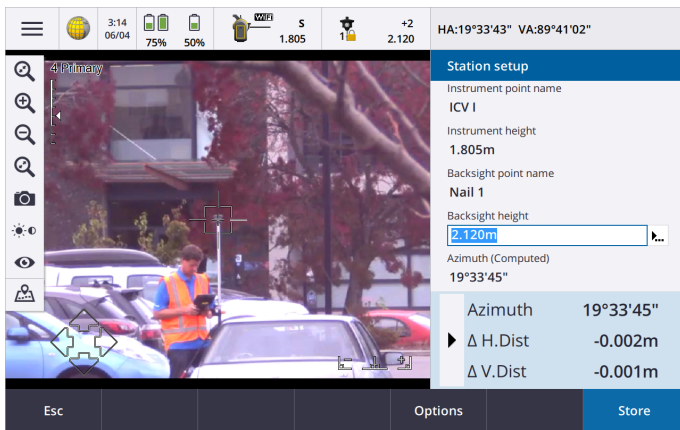 3:14
06/04
75%
50%
WiFi
S
1.805
1
+2
2.120
HA:19°33'43" VA:89°41'02"
4 Primary
Station setup
Instrument point name
ICV I
Instrument height
1.805m
Backsight point name
Nail 1
Backsight height
2.120m
Azimuth (Computed)
19°33'45"
Azimuth 19°33'45"
Δ H.Dist -0.002m
Δ V.Dist -0.001m
Esc
Options
Store